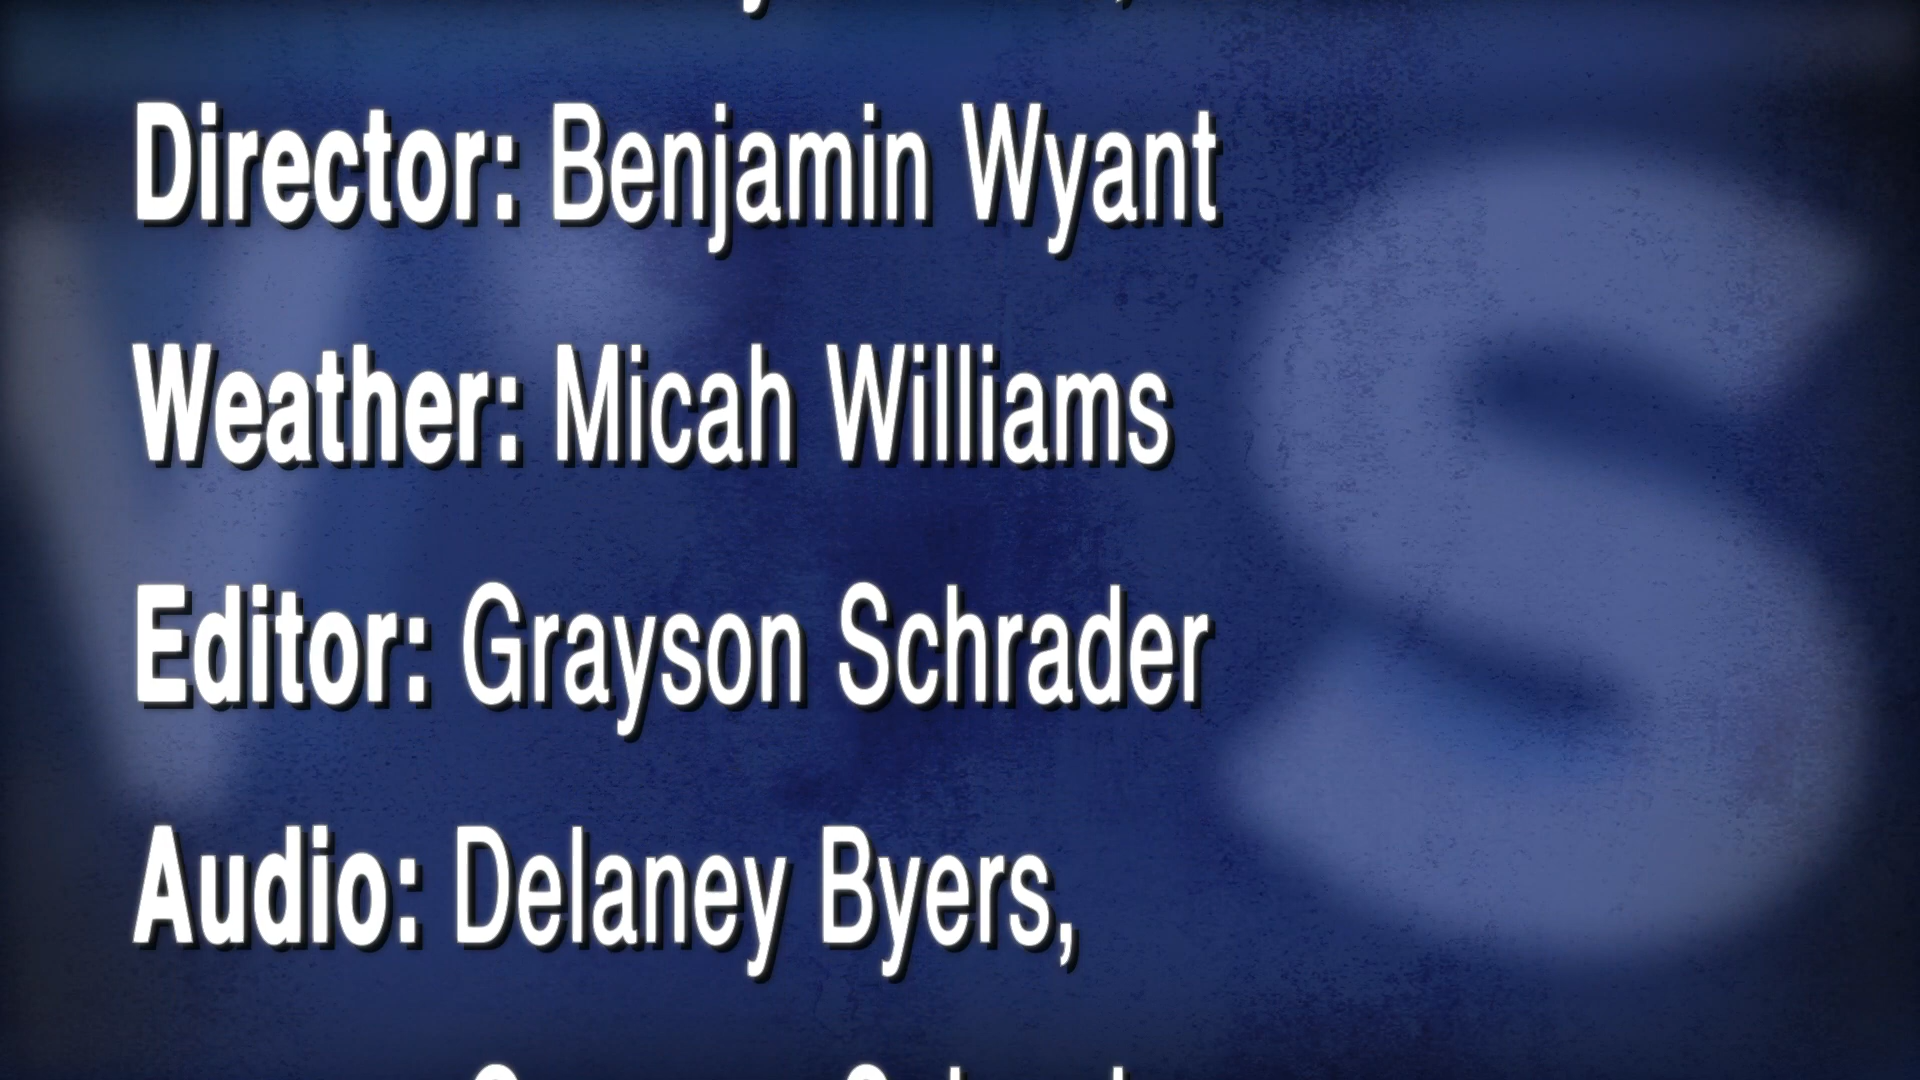 Director: Benjamin Wyant
Weather: Micah Williams
Editor: Grayson Schrader
Audio: Delaney Byers,